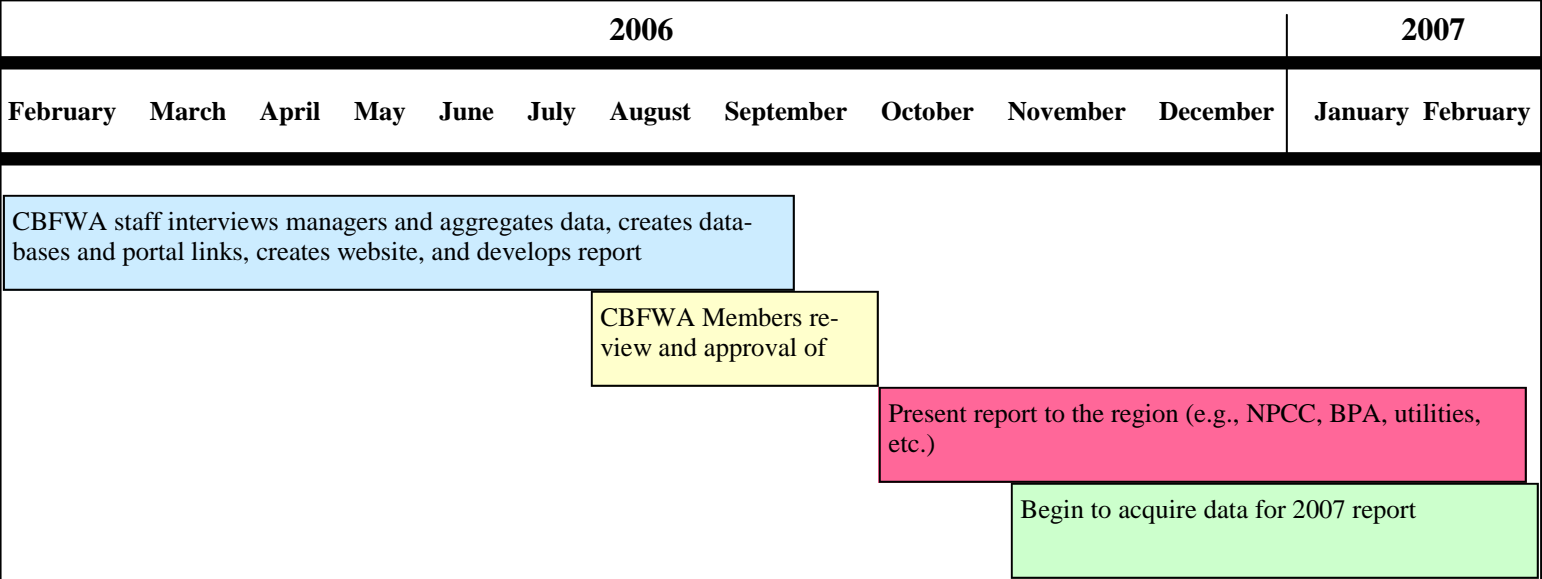 2006 2007
February March April May June July August September October November December January February
CBFWA staff interviews managers and aggregates data, creates data-
bases and portal links, creates website, and develops report
CBFWA Members re-
view and approval of
Present report to the region (e.g., NPCC, BPA, utilities,
etc.)
Begin to acquire data for 2007 report